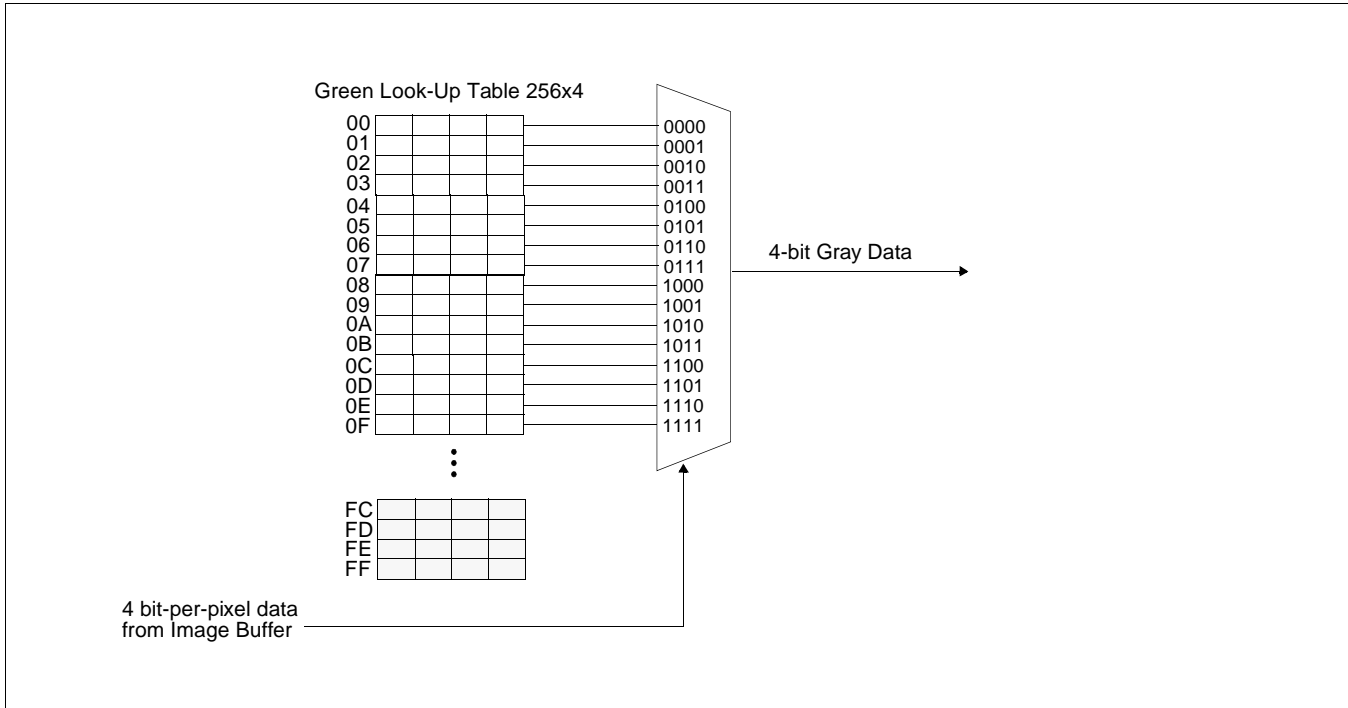 Green Look-Up Table 256x4
00 0000
01 0001
02 0010
03 0011
04 0100
05 0101
06 0110
07 0111
08 1000
09 1001
0A 1010
0B 1011
0C 1100
0D 1101
0E 1110
0F 1111
4-bit Gray Data
FC
FD
FE
FF
4 bit-per-pixel data
from Image Buffer